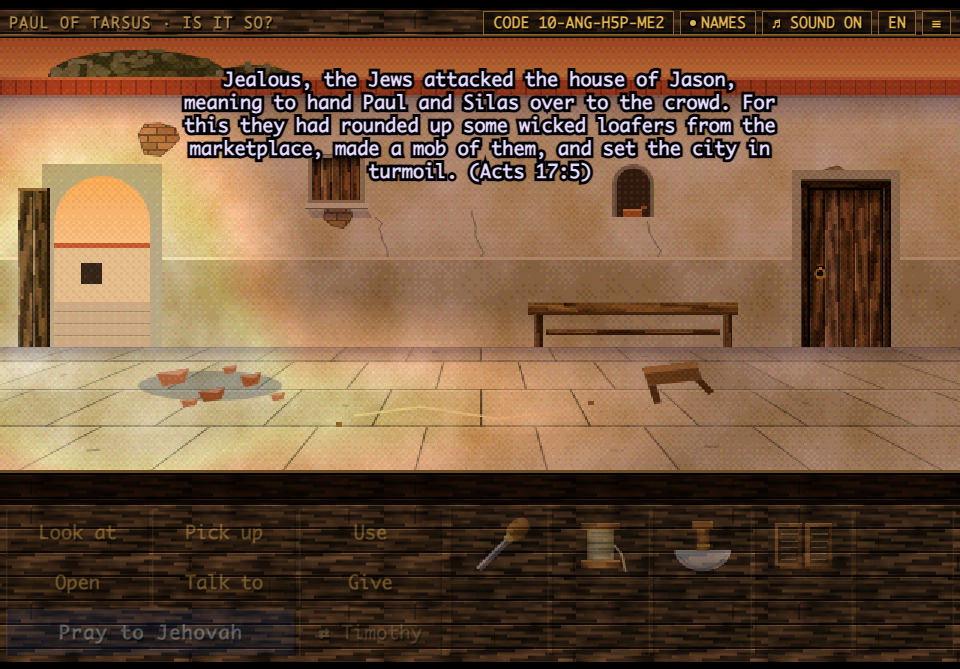 PAUL OF TARSUS · IS IT SO?
CODE 10-ANG-H5P-ME2
• NAMES
♬ SOUND ON
EN
≡
Jealous, the Jews attacked the house of Jason,
meaning to hand Paul and Silas over to the crowd. For
this they had rounded up some wicked loafers from the
marketplace, made a mob of them, and set the city in
turmoil. (Acts 17:5)
Look at
Pick up
Use
Open
Talk to
Give
Pray to Jehovah
⇄ Timothy